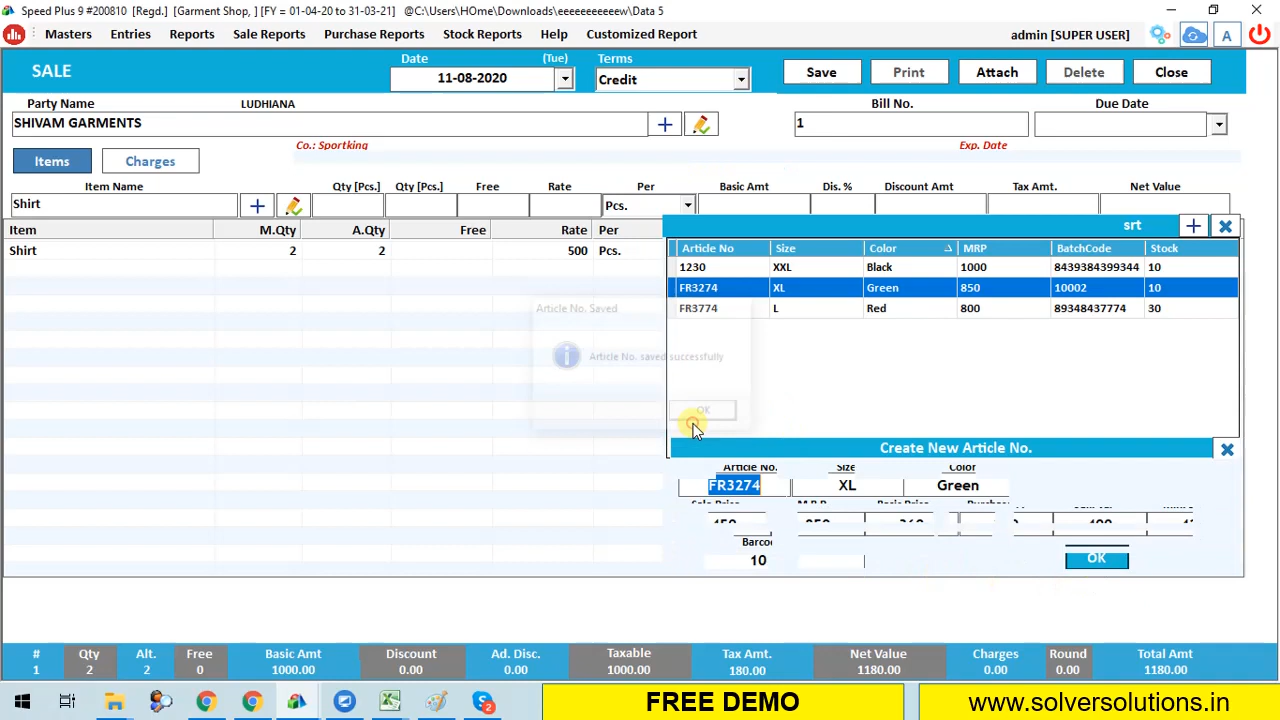 Speed Plus 9 #200810 [Regd.] [Garment Shop, ] [FY = 01-04-20 to 31-03-21] @C:\Users\HOme\Downloads\eeeeeeeeeeew\Data 5
Masters Entries Reports Sale Reports Purchase Reports Stock Reports Help Customized Report admin [SUPER USER] A
SALE
Date (Tue) Terms
11-08-2020 Credit Save Print Attach Delete Close
Party Name LUDHIANA Bill No. Due Date
SHIVAM GARMENTS 1
Co.: Sportking Exp. Date
Items Charges
Item Name Qty [Pcs.] Qty [Pcs.] Free Rate Per Basic Amt Dis. % Discount Amt Tax Amt. Net Value
Shirt Pcs.
Item M.Qty A.Qty Free Rate Per
Shirt 2 2 500 Pcs.
srt
Article No Size Color MRP BatchCode Stock
1230 XXL Black 1000 8439384399344 10
FR3274 XL Green 850 10002 10
FR3774 L Red 800 89348437774 30
Article No. Saved
Article No. saved successfully
OK
Create New Article No.
Article No. Size Color
FR3274 XL Green
10 OK
# Qty Alt. Free Basic Amt Discount Ad. Disc. Taxable Tax Amt. Net Value Charges Round Total Amt
1 2 2 0 1000.00 0.00 0.00 1000.00 180.00 1180.00 0.00 0.00 1180.00
FREE DEMO www.solversolutions.in